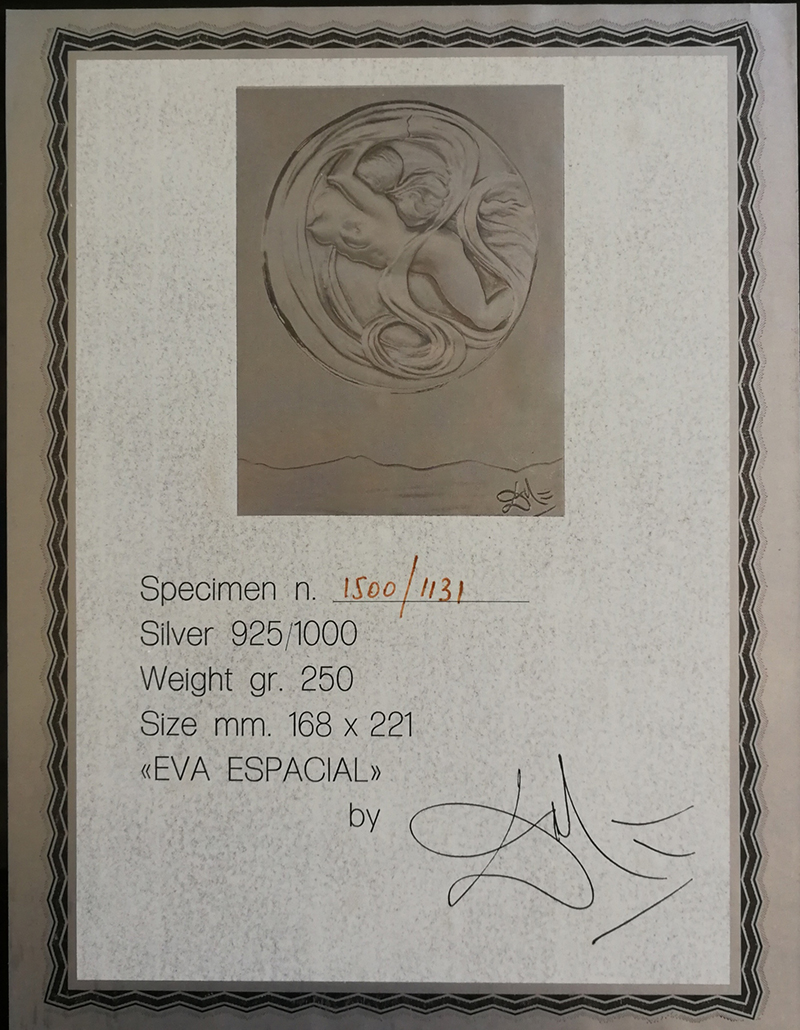 Specimen n. 1500/1131
Silver 925/1000
Weight gr. 250
Size mm. 168 x 221
«EVA ESPACIAL»
by